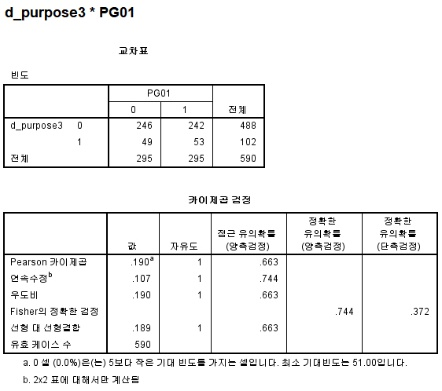 d_purpose3 * PG01
교차표
빈도
PG01
0 1 전체
d_purpose3 0 246 242 488
1 49 53 102
전체 295 295 590
카이제곱 검정
값 자유도 점근 유의확률 (양측검정) 정확한 유의확률 (양측검정) 정확한 유의확률 (단측검정)
Pearson 카이제곱 .190a 1 .663
연속수정b .107 1 .744
우도비 .190 1 .663
Fisher의 정확한 검정 .744 .372
선형 대 선형결합 .189 1 .663
유효 케이스 수 590
a. 0 셀 (0.0%)은(는) 5보다 작은 기대 빈도를 가지는 셀입니다. 최소 기대빈도는 51.00입니다.
b. 2x2 표에 대해서만 계산됨